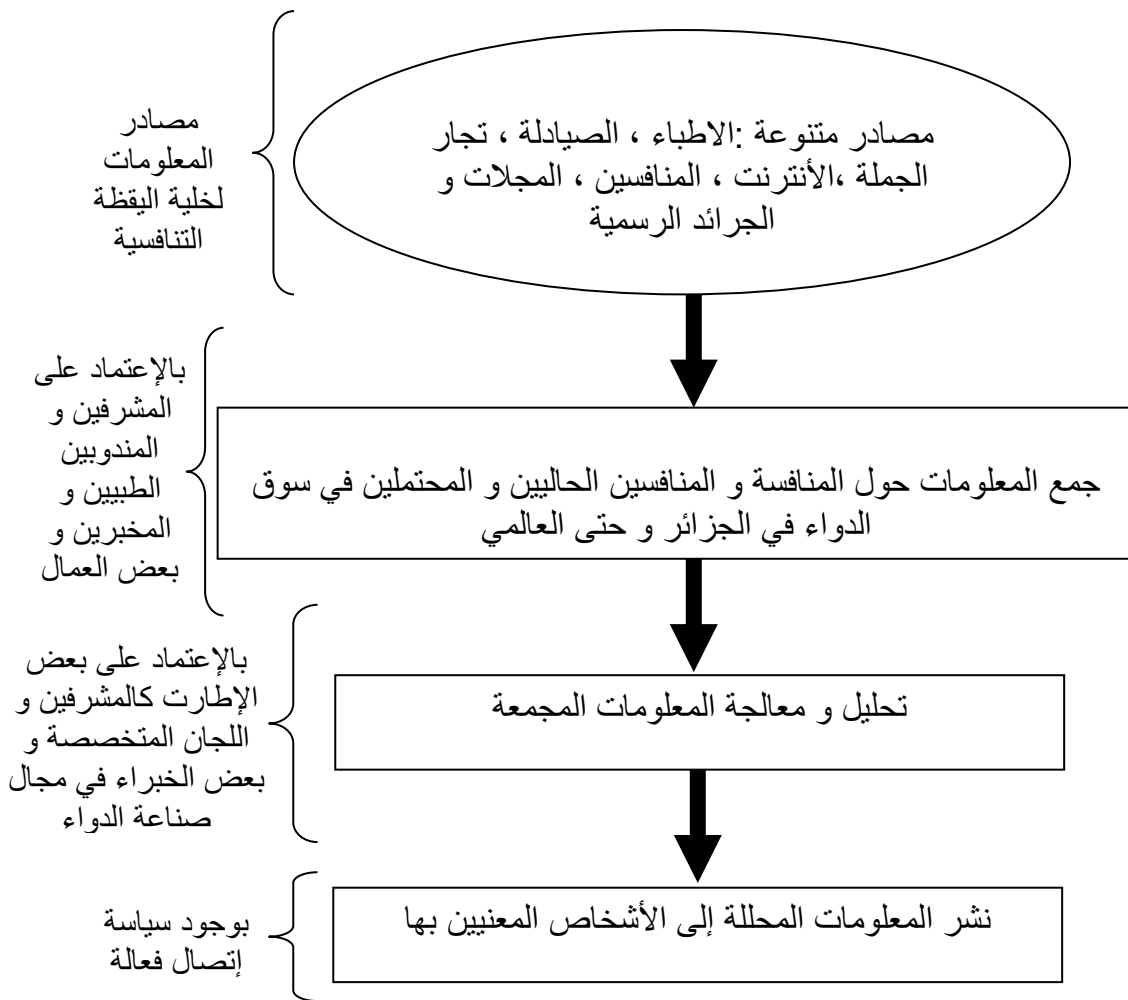 مصادر
المعلومات
لخلية اليقظة
التنافسية
مصادر متنوعة :الاطباء ، الصيادلة ، تجار
الجملة ،الأنترنت ، المنافسين ، المجلات و
الجرائد الرسمية
بالإعتماد على
المشرفين و
المندوبين
الطبيين و
المخبرين و
بعض العمال
جمع المعلومات حول المنافسة و المنافسين الحاليين و المحتملين في سوق
الدواء في الجزائر و حتى العالمي
بالإعتماد على بعض
الإطارت كالمشرفين و
اللجان المتخصصة و
بعض الخبراء في مجال
صناعة الدواء
تحليل و معالجة المعلومات المجمعة
بوجود سياسة
إتصال فعالة
نشر المعلومات المحللة إلى الأشخاص المعنيين بها